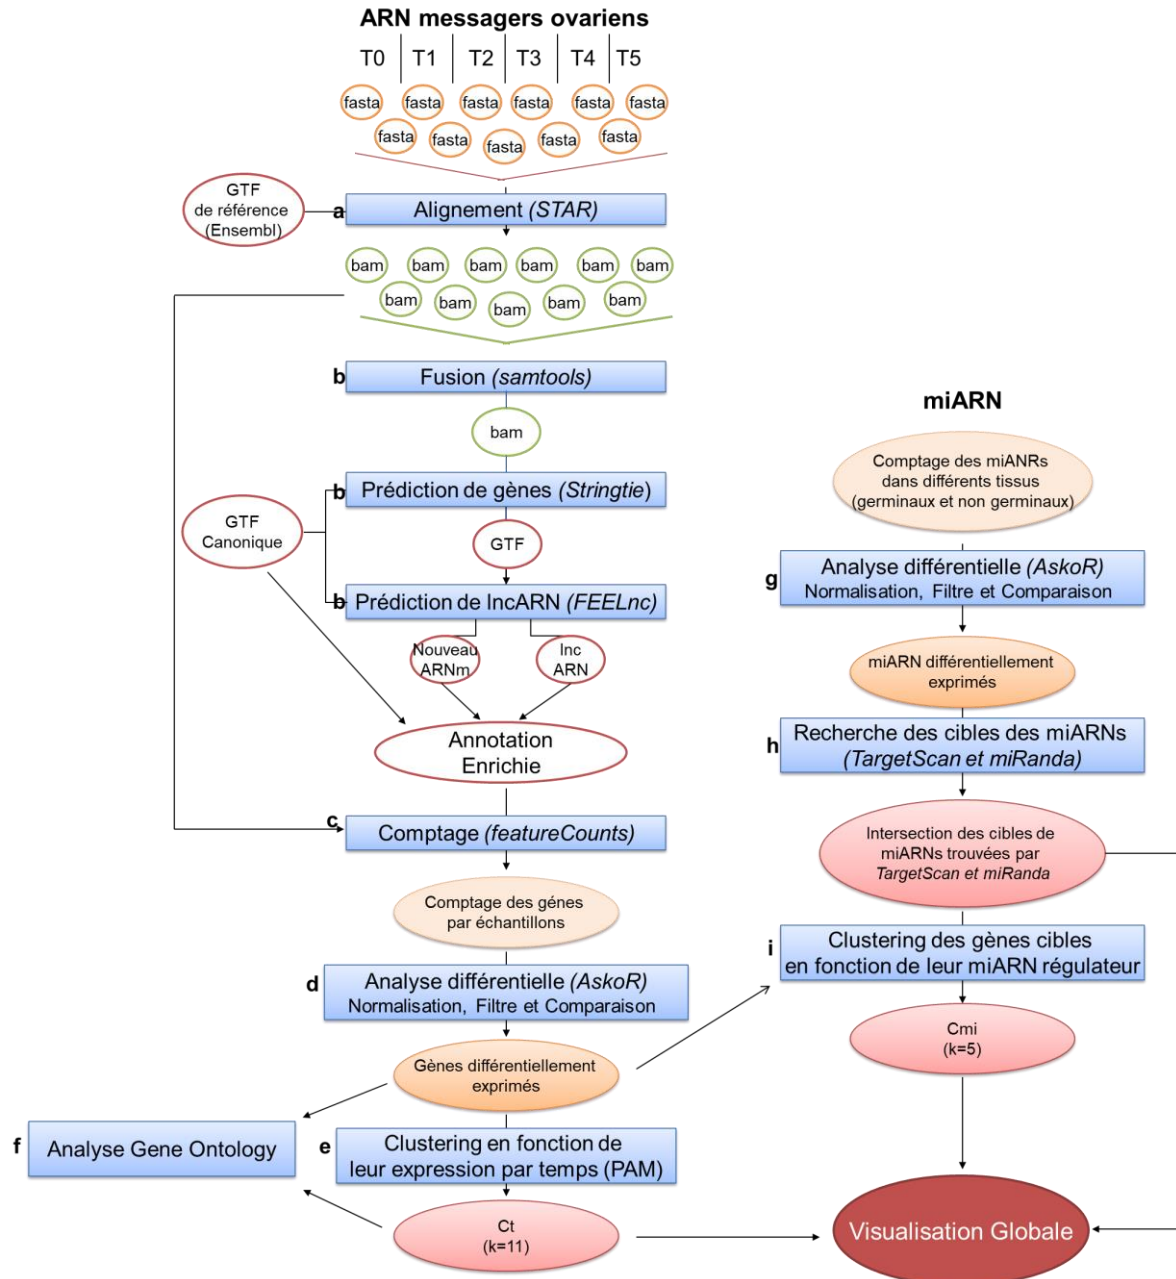 ARN messagers ovariens
T0 T1 T2 T3 T4 T5
fasta fasta fasta fasta fasta fasta
fasta fasta fasta fasta fasta
GTF
de référence
(Ensembl)
a Alignement (STAR)
bam bam bam bam bam bam
bam bam bam bam bam
b Fusion (samtools)
bam
b Prédiction de gènes (Stringtie)
GTF
Canonique
GTF
b Prédiction de lncARN (FEELnc)
Nouveau
ARNm
lnc
ARN
Annotation
Enrichie
c Comptage (featureCounts)
Comptage des génes
par échantillons
d Analyse différentielle (AskoR)
Normalisation, Filtre et Comparaison
Gènes différentiellement
exprimés
f Analyse Gene Ontology
e Clustering en fonction de
leur expression par temps (PAM)
Ct
(k=11)
miARN
Comptage des miANRs
dans différents tissus
(germinaux et non germinaux)
g Analyse différentielle (AskoR)
Normalisation, Filtre et Comparaison
miARN différentiellement
exprimés
h Recherche des cibles des miARNs
(TargetScan et miRanda)
Intersection des cibles de
miARNs trouvées par
TargetScan et miRanda
i Clustering des gènes cibles
en fonction de leur miARN régulateur
Cmi
(k=5)
Visualisation Globale